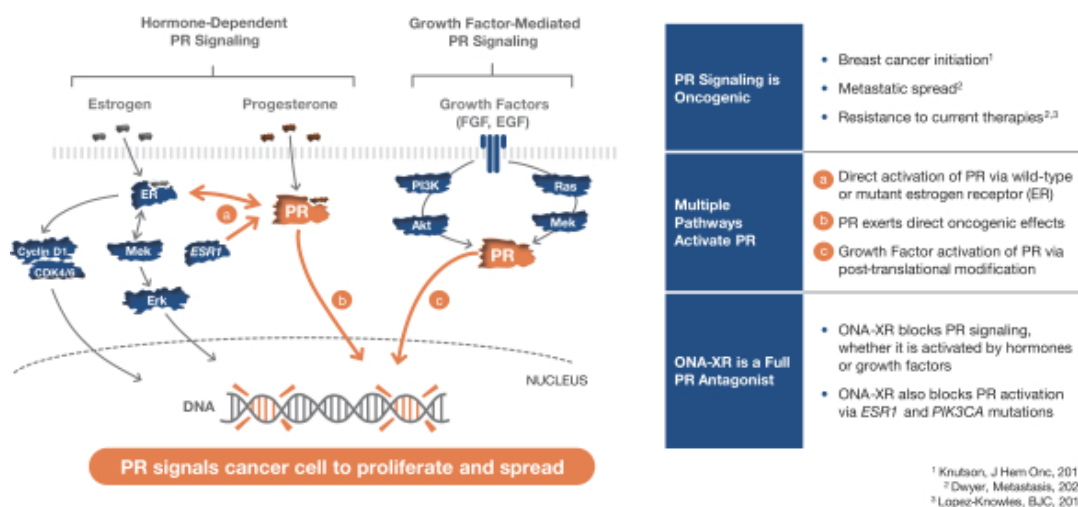 Hormone-Dependent
PR Signaling
Growth Factor-Mediated
PR Signaling
Estrogen
Progesterone
Growth Factors
(FGF, EGF)
ER
PR
a
PI3K
Ras
Akt
Mek
PR
Cyclin D1
CDK4/6
Mek
ESR1
Erk
b
c
NUCLEUS
DNA
PR signals cancer cell to proliferate and spread
PR Signaling is
Oncogenic
• Breast cancer initiation¹
• Metastatic spread²
• Resistance to current therapies²,³
Multiple
Pathways
Activate PR
a Direct activation of PR via wild-type
or mutant estrogen receptor (ER)
b PR exerts direct oncogenic effects
c Growth Factor activation of PR via
post-translational modification
ONA-XR is a Full
PR Antagonist
• ONA-XR blocks PR signaling,
whether it is activated by hormones
or growth factors
• ONA-XR also blocks PR activation
via ESR1 and PIK3CA mutations
¹ Knutson, J Hem Onc, 201
² Dwyer, Metastasis, 202
³ Lopez-Knowles, BJC, 201